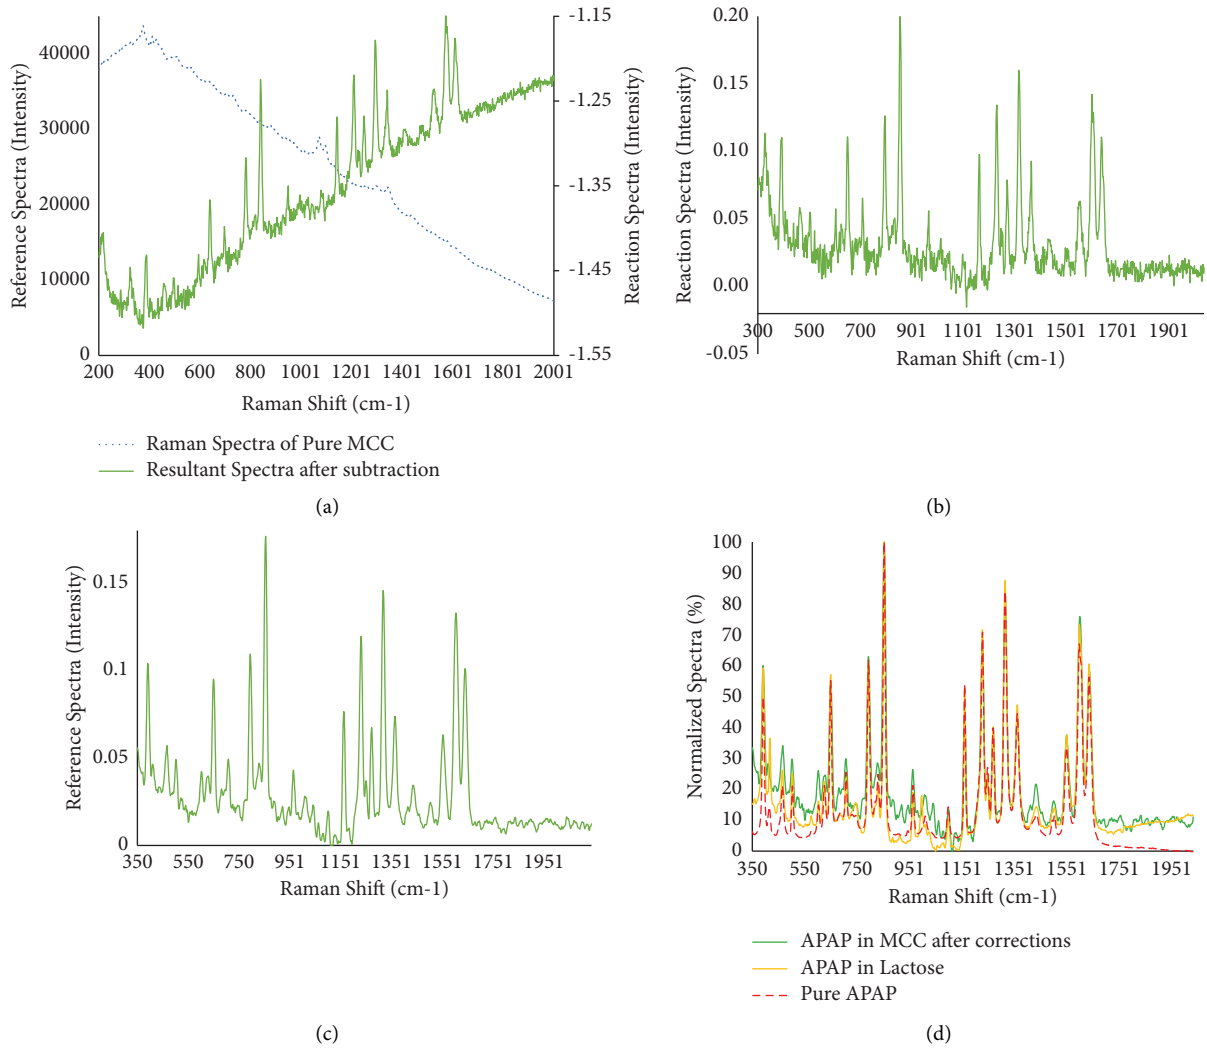 Reference Spectra (Intensity)
40000
30000
20000
10000
0
-1.15
-1.25
-1.35
-1.45
-1.55
Reaction Spectra (Intensity)
200 400 600 800 1001 1201 1401 1601 2001
Raman Shift (cm-1)
Raman Spectra of Pure MCC
Resultant Spectra after subtraction
(a)
Reaction Spectra (Intensity)
0.20
0.15
0.10
0.05
0.00
-0.05
300 500 700 901 1101 1301 1501 1701 1901
Raman Shift (cm-1)
(b)
Reference Spectra (Intensity)
0.15
0.1
0.05
0
350 550 750 951 1151 1351 1551 1751 1951
Raman Shift (cm-1)
(c)
Normalized Spectra (%)
100
90
80
70
60
50
40
30
20
10
0
350 550 750 951 1151 1351 1551 1751 1951
Raman Shift (cm-1)
APAP in MCC after corrections
APAP in Lactose
Pure APAP
(d)